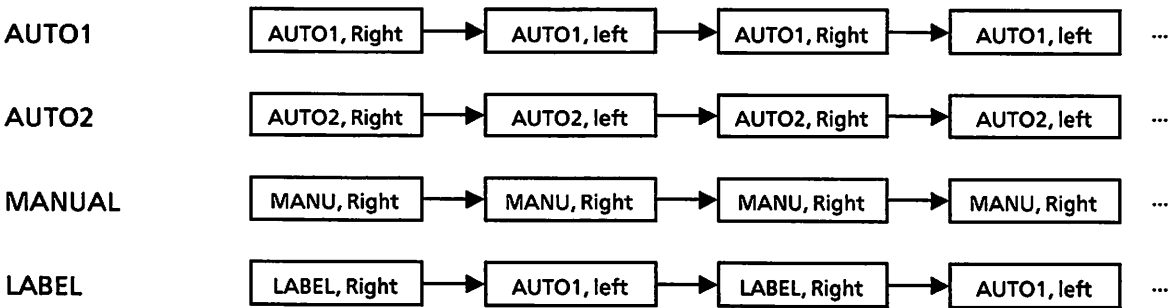 AUTO1 AUTO1, Right AUTO1, left AUTO1, Right AUTO1, left ...
AUTO2 AUTO2, Right AUTO2, left AUTO2, Right AUTO2, left ...
MANUAL MANU, Right MANU, Right MANU, Right MANU, Right ...
LABEL LABEL, Right AUTO1, left LABEL, Right AUTO1, left ...